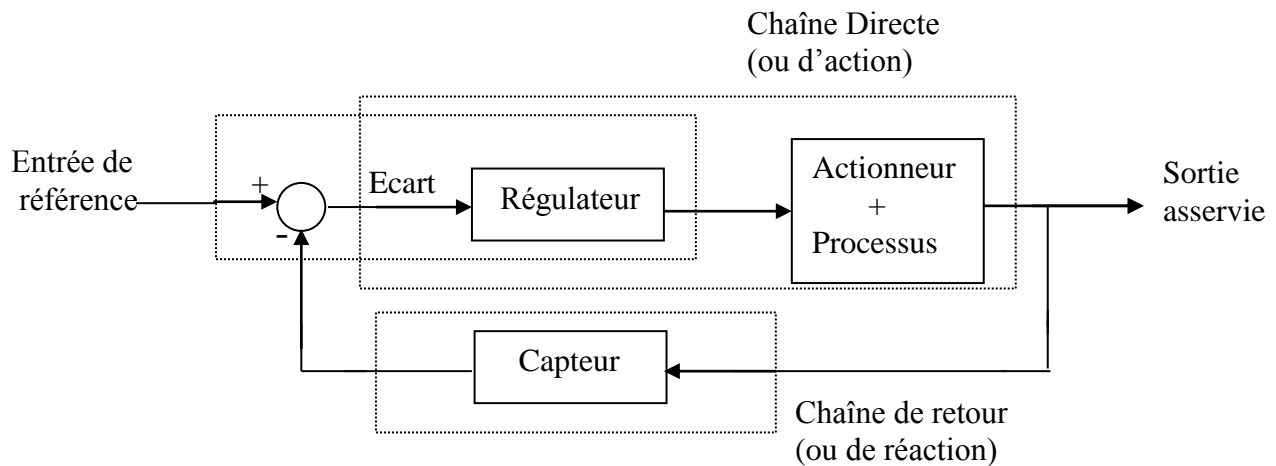 Chaîne Directe
(ou d’action)
Entrée de
référence
+
-
Ecart
Régulateur
Actionneur
+
Processus
Sortie
asservie
Capteur
Chaîne de retour
(ou de réaction)